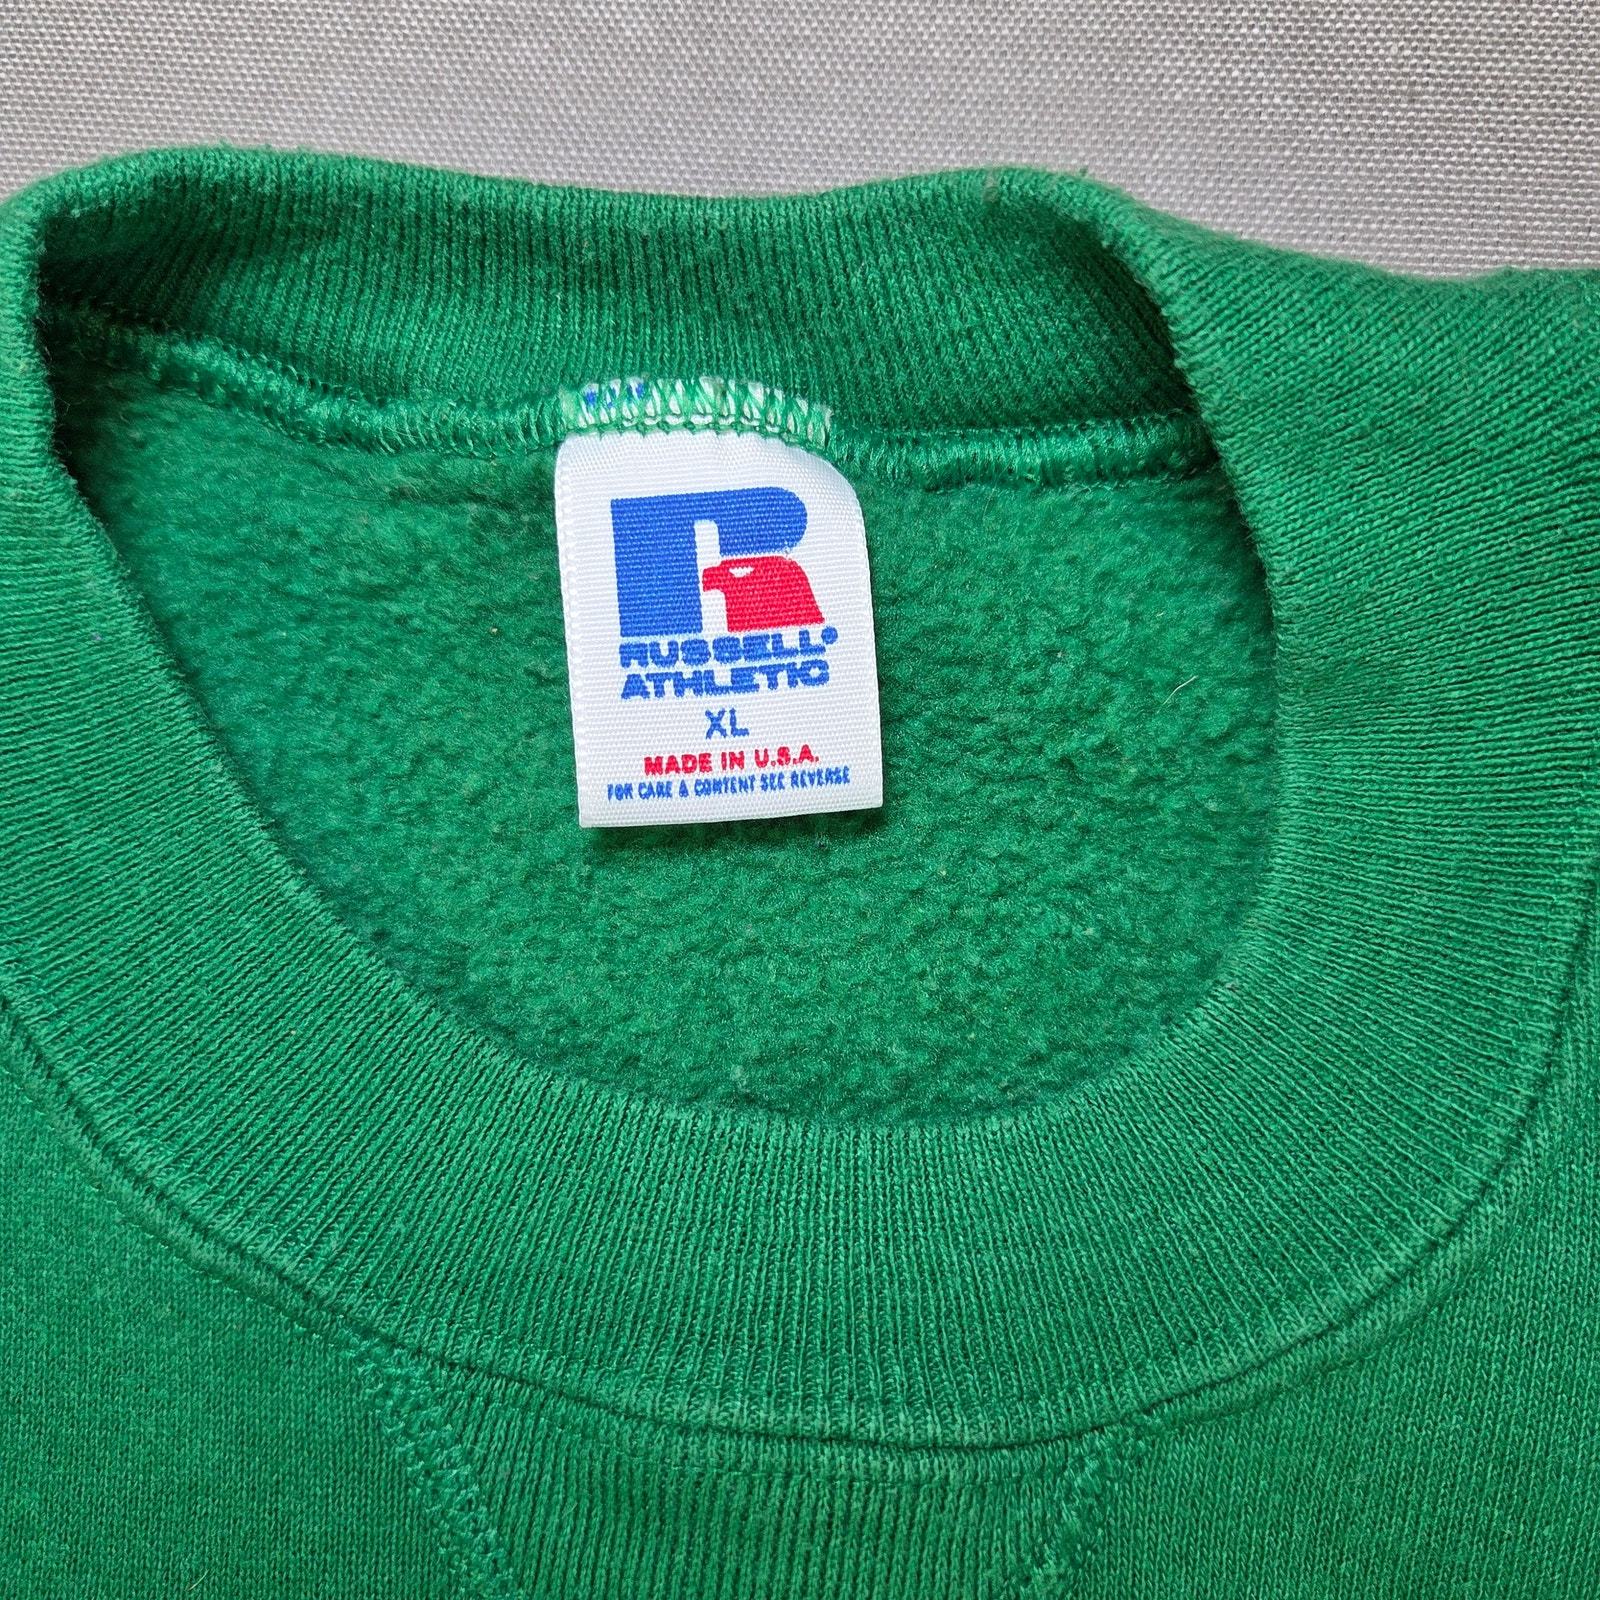 R
RUSSELL®
ATHLETIC
XL
MADE IN U.S.A.
FOR CARE & CONTENT SEE REVERSE